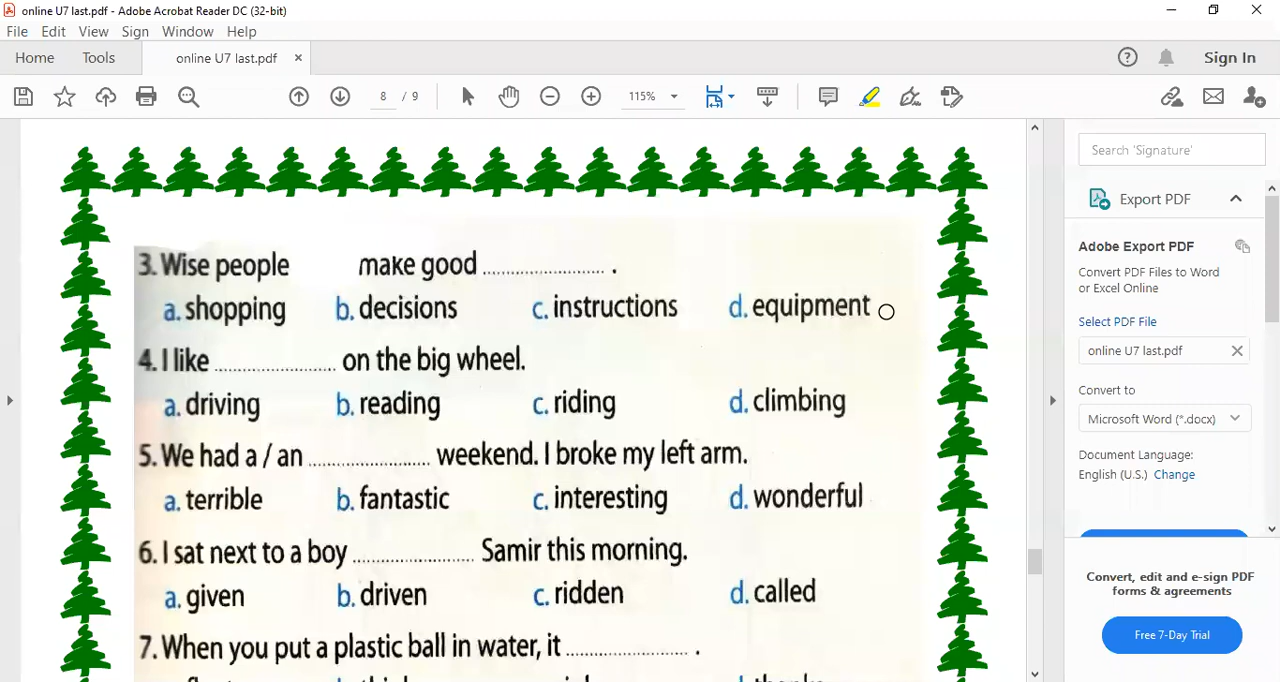 online U7 last.pdf - Adobe Acrobat Reader DC (32-bit)
File Edit View Sign Window Help
Home Tools online U7 last.pdf × Sign In
8 / 9 115%
Search 'Signature'
Export PDF
Adobe Export PDF
Convert PDF Files to Word
or Excel Online
Select PDF File
online U7 last.pdf
Convert to
Microsoft Word (*.docx)
Document Language:
English (U.S.) Change
Convert, edit and e-sign PDF
forms & agreements
Free 7-Day Trial
3. Wise people make good ........................ .
a. shopping b. decisions c. instructions d. equipment
4. I like ........................ on the big wheel.
a. driving b. reading c. riding d. climbing
5. We had a / an ........................ weekend. I broke my left arm.
a. terrible b. fantastic c. interesting d. wonderful
6. I sat next to a boy ........................ Samir this morning.
a. given b. driven c. ridden d. called
7. When you put a plastic ball in water, it ........................ .